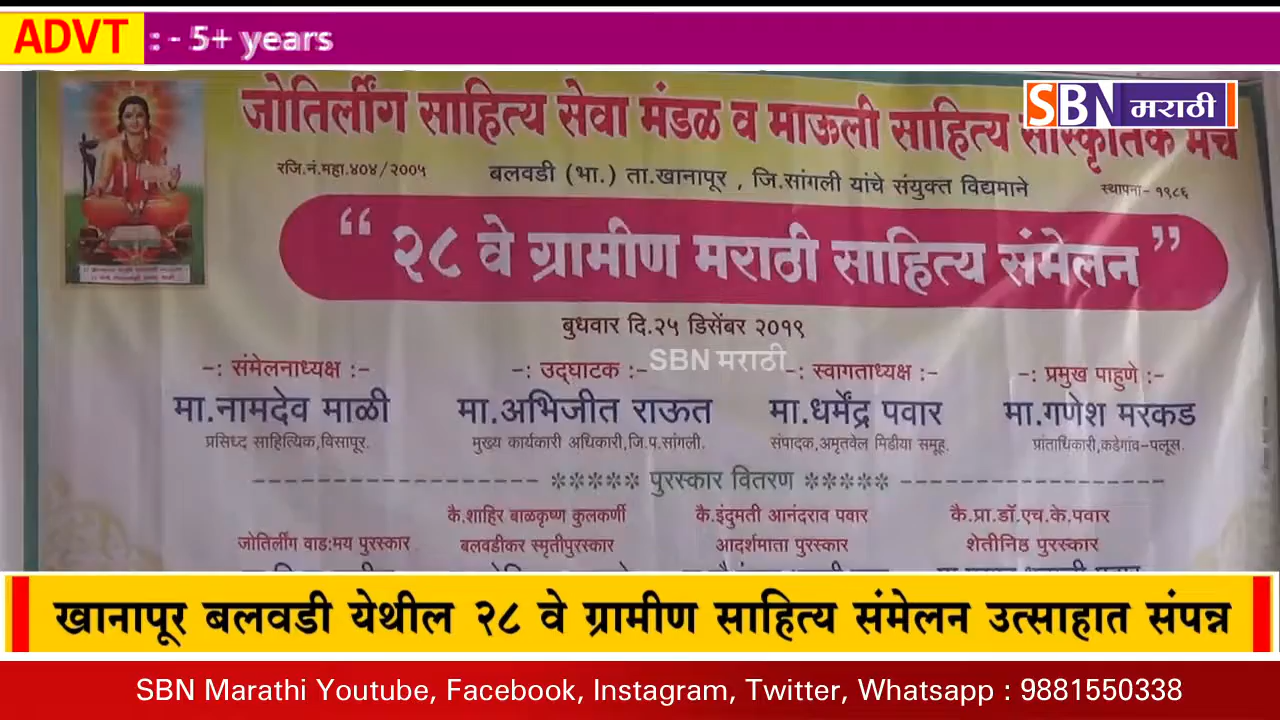 ADVT : - 5+ years
SBN मराठी
जोतिर्लींग साहित्य सेवा मंडळ व माऊली साहित्य सांस्कृतिक मंच
रजि.नं.महा.४०४/२००५ बलवडी (भा.) ता.खानापूर , जि.सांगली यांचे संयुक्त विद्यमाने स्थापना- १९८६
“ २८ वे ग्रामीण मराठी साहित्य संमेलन ”
बुधवार दि.२५ डिसेंबर २०१९
SBN मराठी
-: संमेलनाध्यक्ष :- -: उद्घाटक :- -: स्वागताध्यक्ष :- -: प्रमुख पाहुणे :-
मा.नामदेव माळी मा.अभिजीत राऊत मा.धर्मेंद्र पवार मा.गणेश मरकड
प्रसिध्द साहित्यिक,विसापूर. मुख्य कार्यकारी अधिकारी,जि.प.सांगली. संपादक,अमृतवेल मिडीया समूह. प्रांताधिकारी,कडेगांव-पलूस.
------------------- ***** पुरस्कार वितरण ***** -------------------
कै.शाहिर बाळकृष्ण कुलकर्णी कै.इंदुमती आनंदराव पवार कै.प्रा.डॉ.एच.के.पवार
जोतिर्लींग वाड:मय पुरस्कार बलवडीकर स्मृतीपुरस्कार आदर्शमाता पुरस्कार शेतीनिष्ठ पुरस्कार
खानापूर बलवडी येथील २८ वे ग्रामीण साहित्य संमेलन उत्साहात संपन्न
SBN Marathi Youtube, Facebook, Instagram, Twitter, Whatsapp : 9881550338